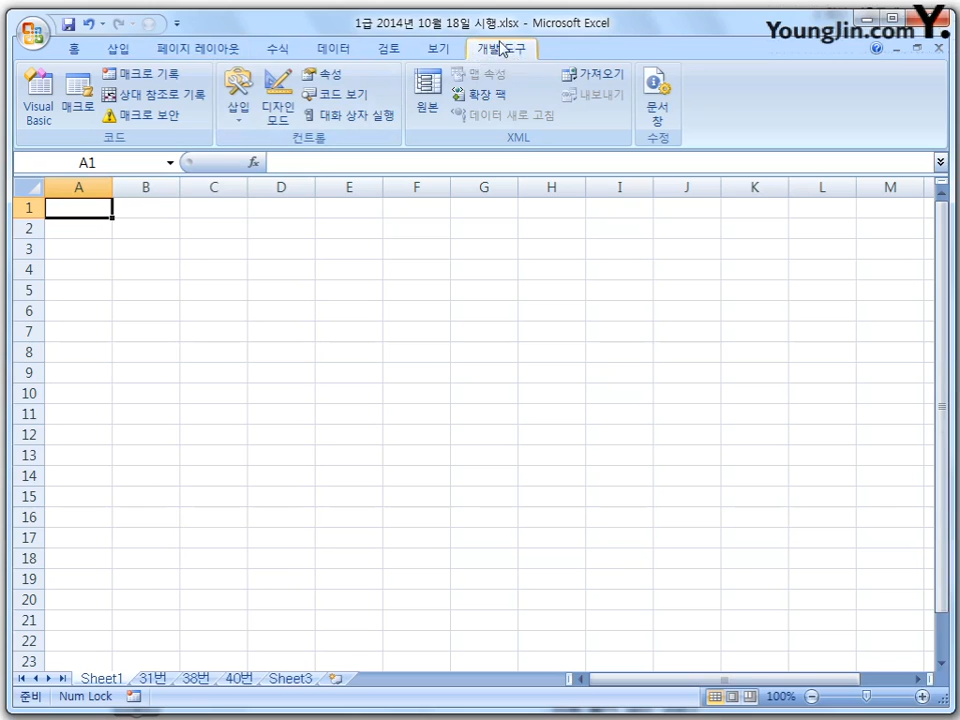 1급 2014년 10월 18일 시행.xlsx - Microsoft Excel
YoungJin.com Y.
홈 삽입 페이지 레이아웃 수식 데이터 검토 보기 개발 도구
Visual Basic
매크로
매크로 기록
상대 참조로 기록
매크로 보안
코드
삽입
디자인 모드
속성
코드 보기
대화 상자 실행
컨트롤
원본
맵 속성
확장 팩
데이터 새로 고침
가져오기
내보내기
XML
문서 창
수정
A1 fx
A B C D E F G H I J K L M
1
2
3
4
5
6
7
8
9
10
11
12
13
14
15
16
17
18
19
20
21
22
23
Sheet1 31번 38번 40번 Sheet3
준비 Num Lock 100%